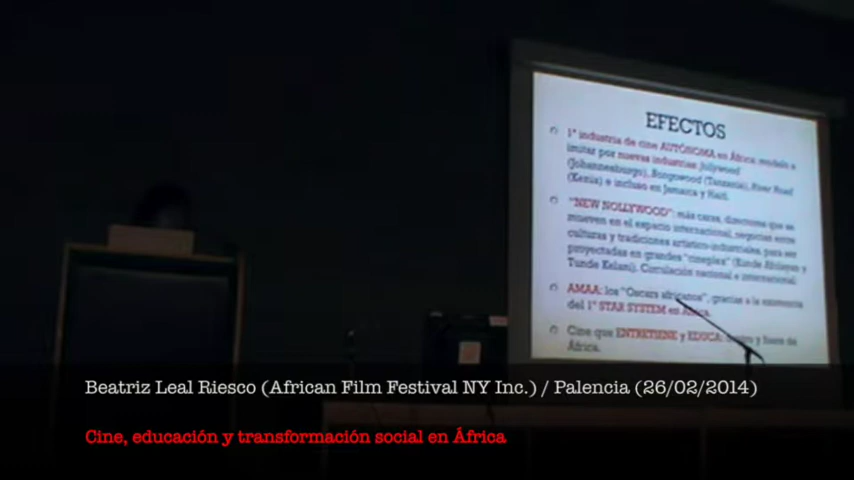 EFECTOS
1ª industria de cine AUTÓNOMA en África: modelo a
imitar por nuevas industrias: Jollywood
(Johannesburgo), Bongowood (Tanzania), River Road
(Kenia) e incluso en Jamaica y Haití.
"NEW NOLLYWOOD": más caras, directores que se
mueven en el espacio internacional, negocian entre
culturas y tradiciones artístico-industriales, para ser
proyectadas en grandes "cineplex" (Kunle Afolayan y
Tunde Kelani). Circulación nacional e internacional.
AMAA: los "Oscars africanos", gracias a la existencia
del 1º STAR SYSTEM en África.
Cine que ENTRETIENE y EDUCA: dentro y fuera de
África.
Beatriz Leal Riesco (African Film Festival NY Inc.) / Palencia (26/02/2014)
Cine, educación y transformación social en África